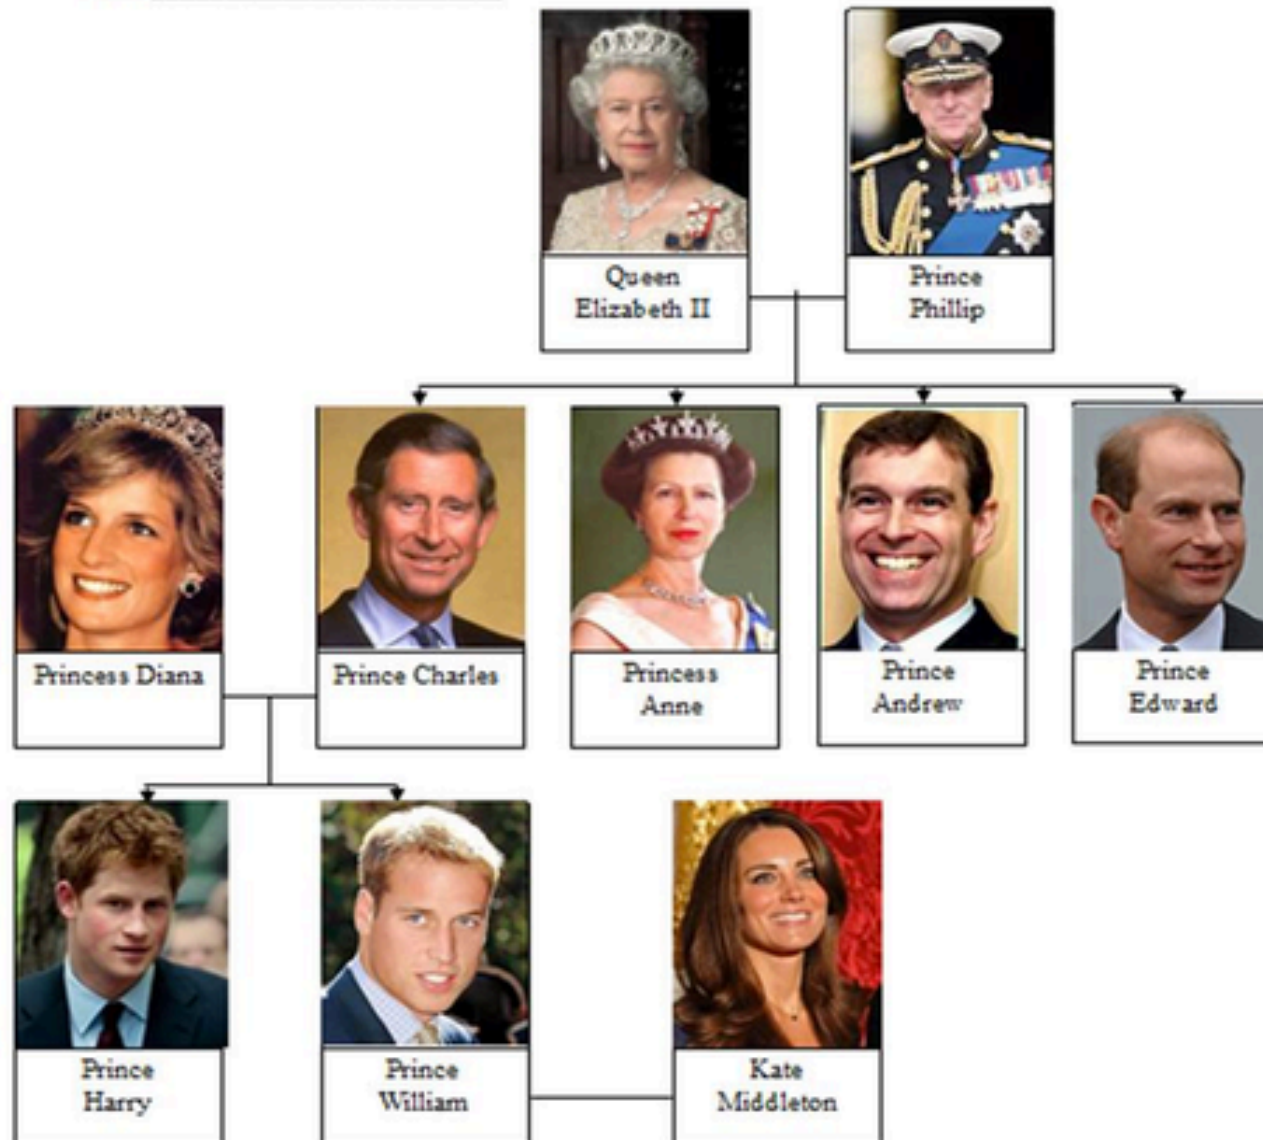 Queen
Elizabeth II
Prince
Phillip
Princess Diana
Prince Charles
Princess
Anne
Prince
Andrew
Prince
Edward
Prince
Harry
Prince
William
Kate
Middleton